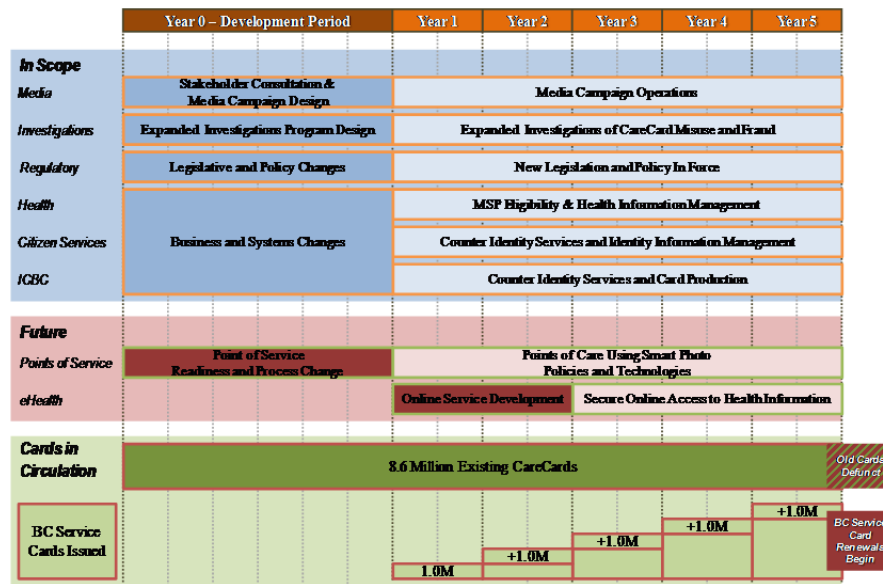 Year 0 – Development Period
Year 1
Year 2
Year 3
Year 4
Year 5
In Scope
Media
Stakeholder Consultation &
Media Campaign Design
Media Campaign Operations
Investigations
Expanded Investigations Program Design
Expanded Investigations of CareCard Misuse and Fraud
Regulatory
Legislative and Policy Changes
New Legislation and Policy In Force
Health
MSP Eligibility & Health Information Management
Citizen Services
Business and Systems Changes
Counter Identity Services and Identity Information Management
ICBC
Counter Identity Services and Card Production
Future
Points of Service
Point of Service
Readiness and Process Change
Points of Care Using Smart Photo
Policies and Technologies
eHealth
Online Service Development
Secure Online Access to Health Information
Cards in
Circulation
8.6 Million Existing CareCards
Old Cards
Defunct
BC Service
Cards Issued
1.0M
+1.0M
+1.0M
+1.0M
+1.0M
BC Service
Card
Renewals
Begin